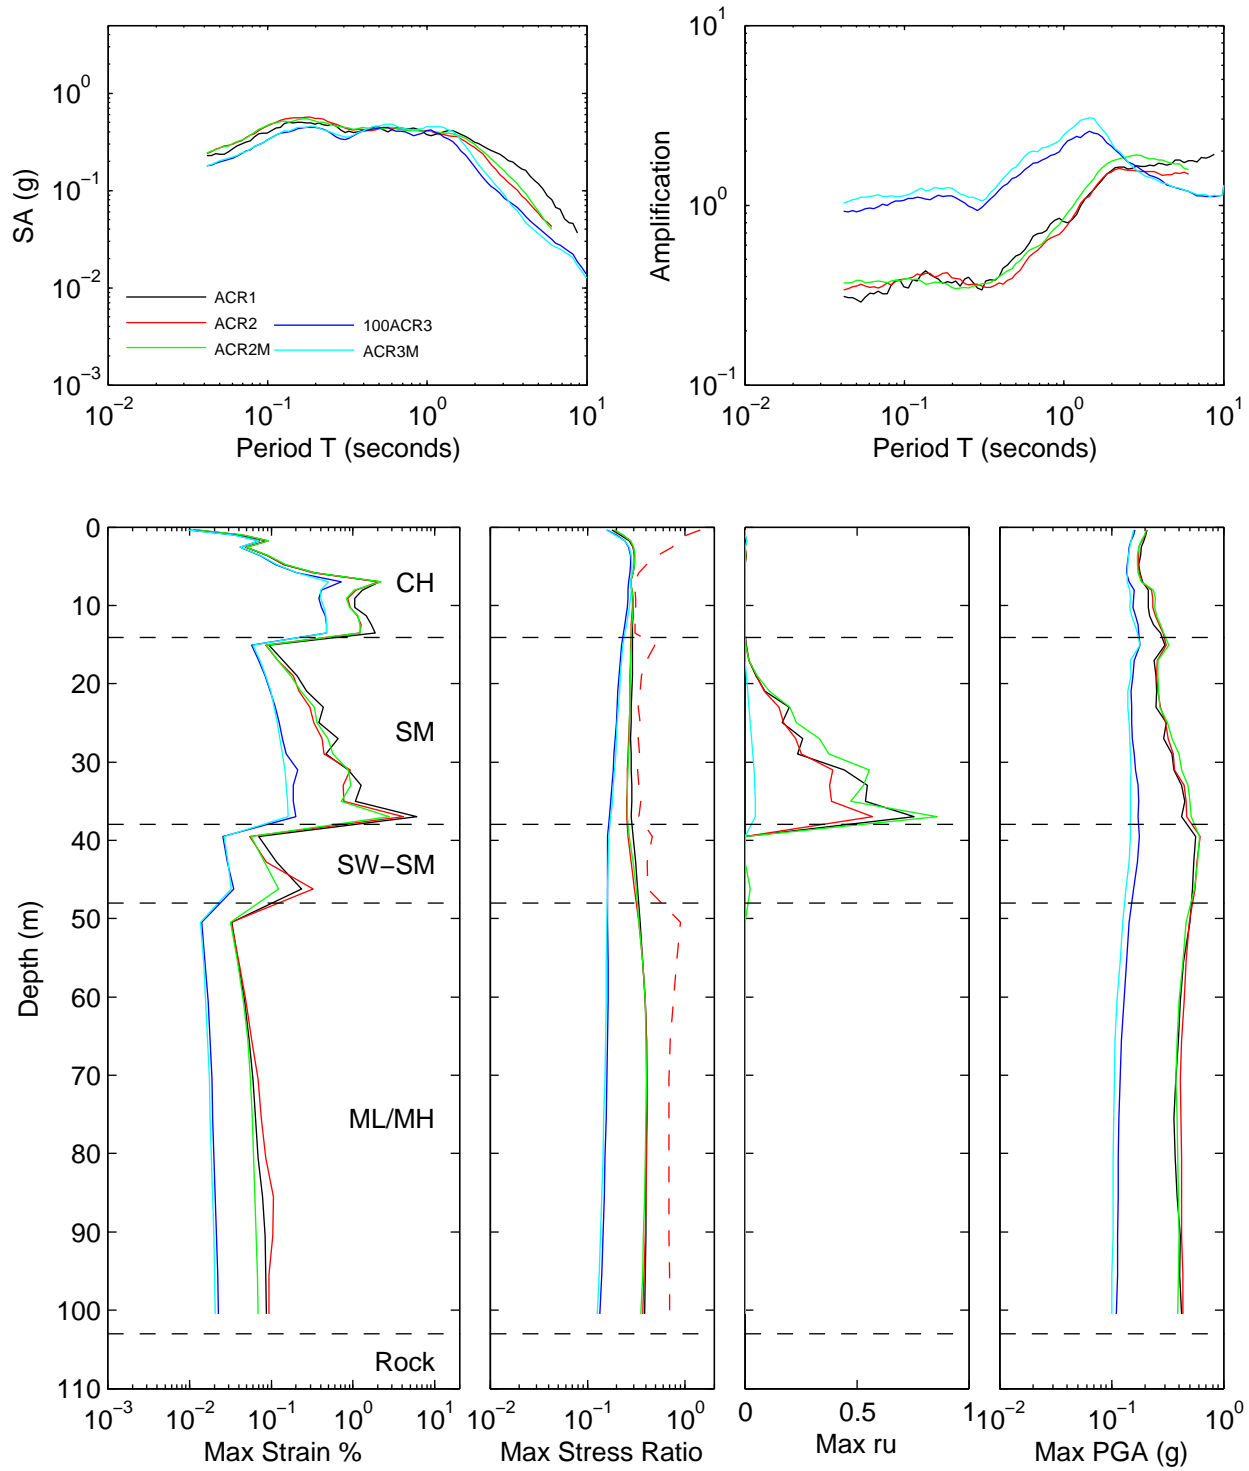 10^0
10^-1
10^-2
10^-3
SA (g)
ACR1
ACR2
ACR2M
100ACR3
ACR3M
10^-2
10^-1
10^0
10^1
Period T (seconds)
10^1
10^0
10^-1
Amplification
10^-2
10^-1
10^0
10^1
Period T (seconds)
0
10
20
30
40
50
60
70
80
90
100
110
Depth (m)
CH
SM
SW−SM
ML/MH
Rock
10^-3
10^-2
10^-1
10^0
10^1
Max Strain %
10^-2
10^-1
10^0
Max Stress Ratio
0
0.5
1
Max ru
10^-2
10^-1
10^0
Max PGA (g)